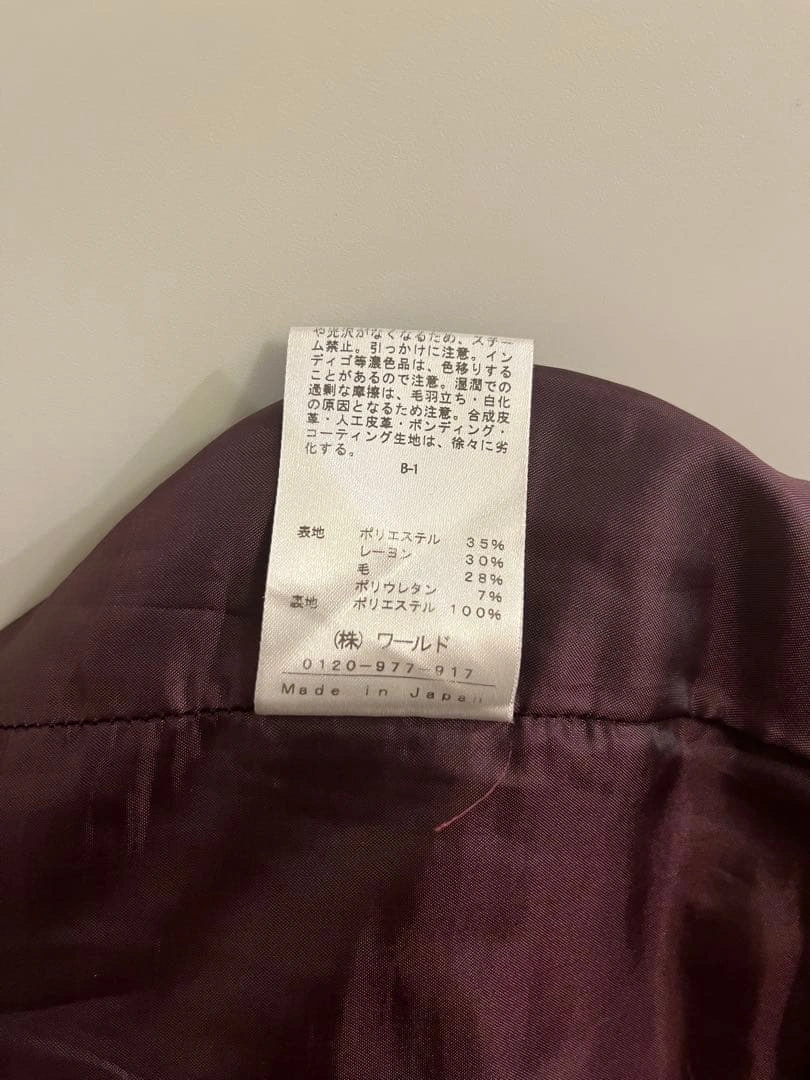 や光沢がなくなるため、スチー
ム禁止。引っかけに注意。イン
ディゴ等濃色品は、色移りする
ことがあるので注意。湿潤での
過剰な摩擦は、毛羽立ち・白化
の原因となるため注意。合成皮
革・人工皮革・ボンディング・
コーティング生地は、徐々に劣
化する。
B-1
表地 ポリエステル 35%
レーヨン 30%
毛 28%
ポリウレタン 7%
裏地 ポリエステル 100%
(株) ワールド
0120-977-917
Made in Japan